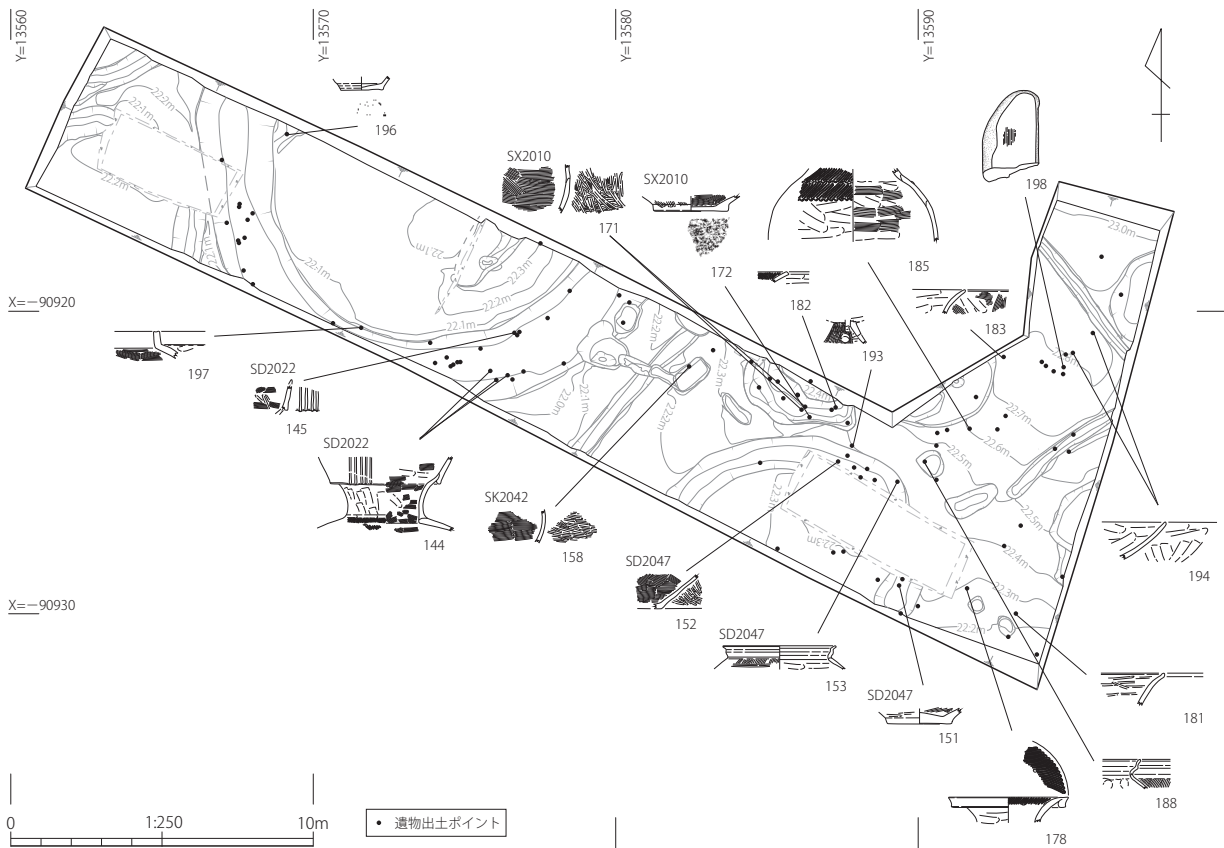 Y=13560
Y=13570
Y=13580
Y=13590
X=－90920
X=－90930
196
SX2010
171
SX2010
172
185
198
182
193
183
197
SD2022
145
SD2022
144
SK2042
158
SD2047
152
SD2047
153
SD2047
151
194
181
188
178
22.2m
22.1m
22.2m
22.1m
22.1m
22.1m
22.3m
22.2m
22.1m
22.0m
22.1m
22.2m
22.3m
22.2m
22.4m
23.0m
22.7m
22.6m
22.5m
22.5m
22.4m
22.3m
22.3m
22.2m
0
1:250
10m
• 遺物出土ポイント